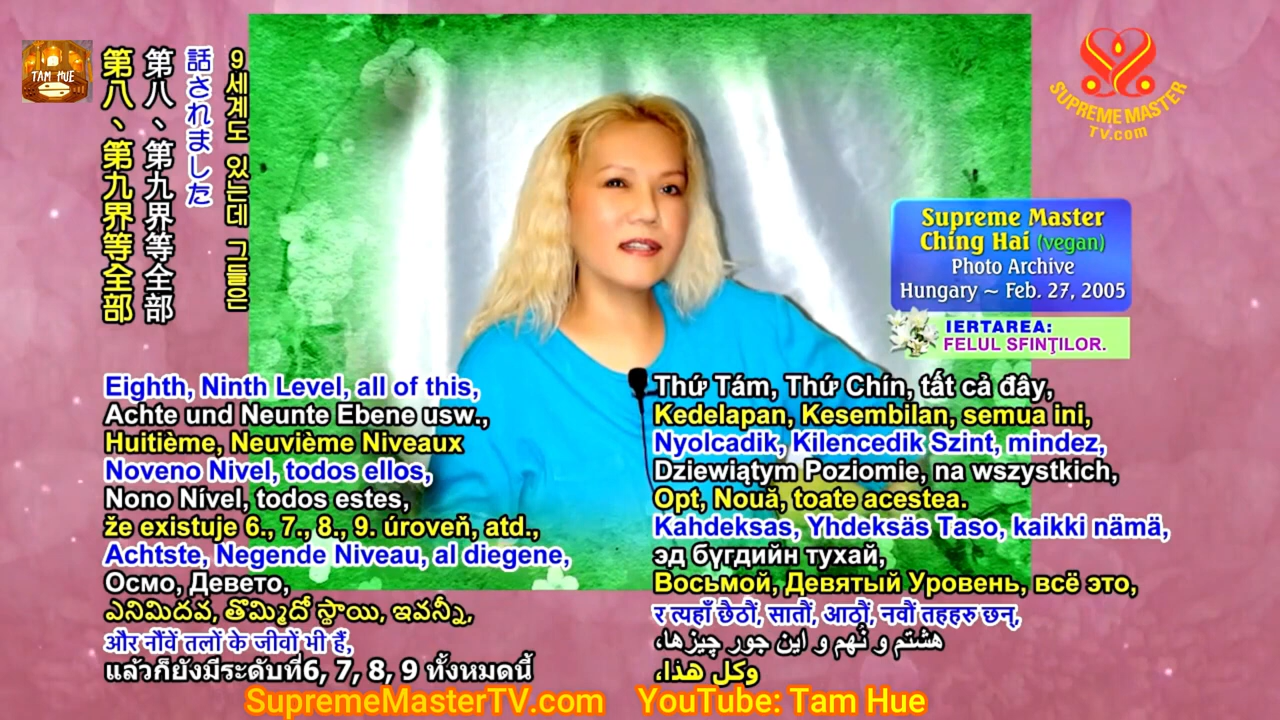 TAM HUE
9세계도 있는데 그들은
話されました
第八、第九界等全部
第八、第九界等全部
SUPREME MASTER
TV.com
Supreme Master
Ching Hai (vegan)
Photo Archive
Hungary ~ Feb. 27, 2005
IERTAREA:
FELUL SFINŢILOR.
Eighth, Ninth Level, all of this,
Achte und Neunte Ebene usw.,
Huitième, Neuvième Niveaux
Noveno Nivel, todos ellos,
Nono Nível, todos estes,
že existuje 6., 7., 8., 9. úroveň, atd.,
Achtste, Negende Niveau, al diegene,
Осмо, Девето,
ఎనిమిదవ, తొమ్మిదో స్థాయి, ఇవన్నీ,
और नौंवें तलों के जीवों भी हैं,
แล้วก็ยังมีระดับที่6, 7, 8, 9 ทั้งหมดนี้
Thứ Tám, Thứ Chín, tất cả đây,
Kedelapan, Kesembilan, semua ini,
Nyolcadik, Kilencedik Szint, mindez,
Dziewiątym Poziomie, na wszystkich,
Opt, Nouă, toate acestea.
Kahdeksas, Yhdeksäs Taso, kaikki nämä,
эд бүгдийн тухай,
Восьмой, Девятый Уровень, всё это,
र त्यहाँ छैठौं, सातौं, आठौं, नवौं तहहरु छन्,
هشتم و نُهم و این جور چیزها،
وكل هذا،
SupremeMasterTV.com YouTube: Tam Hue